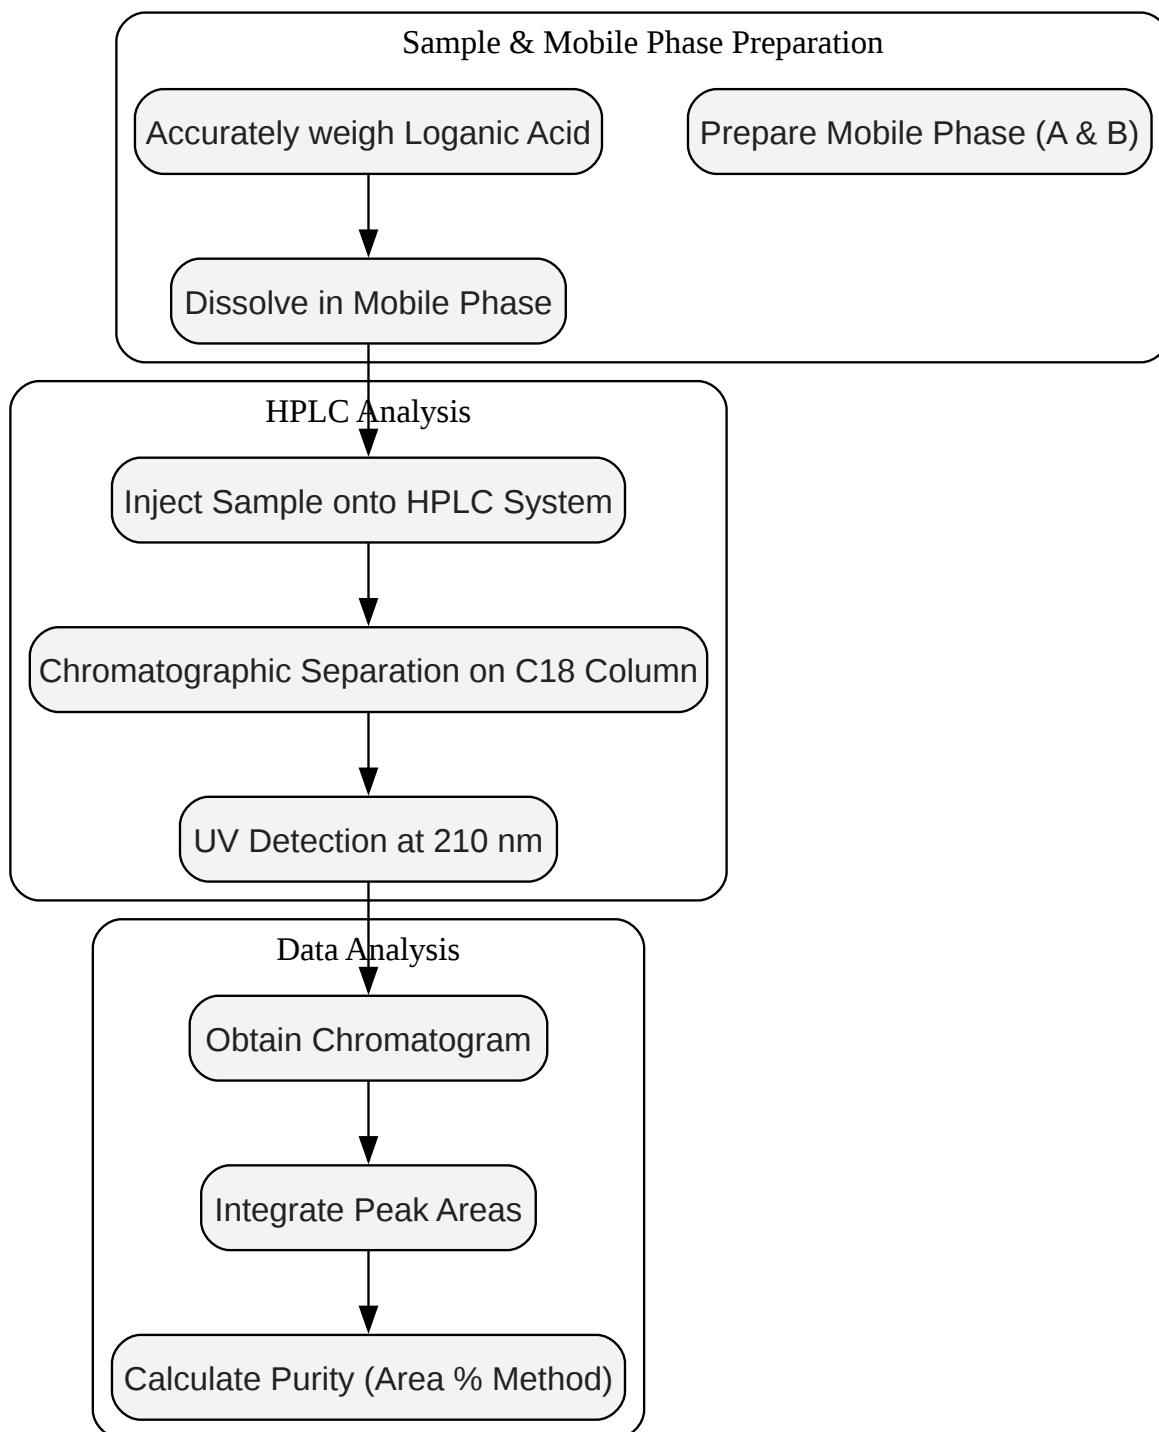 Sample & Mobile Phase Preparation
Accurately weigh Loganic Acid
Prepare Mobile Phase (A & B)
Dissolve in Mobile Phase
HPLC Analysis
Inject Sample onto HPLC System
Chromatographic Separation on C18 Column
UV Detection at 210 nm
Data Analysis
Obtain Chromatogram
Integrate Peak Areas
Calculate Purity (Area % Method)